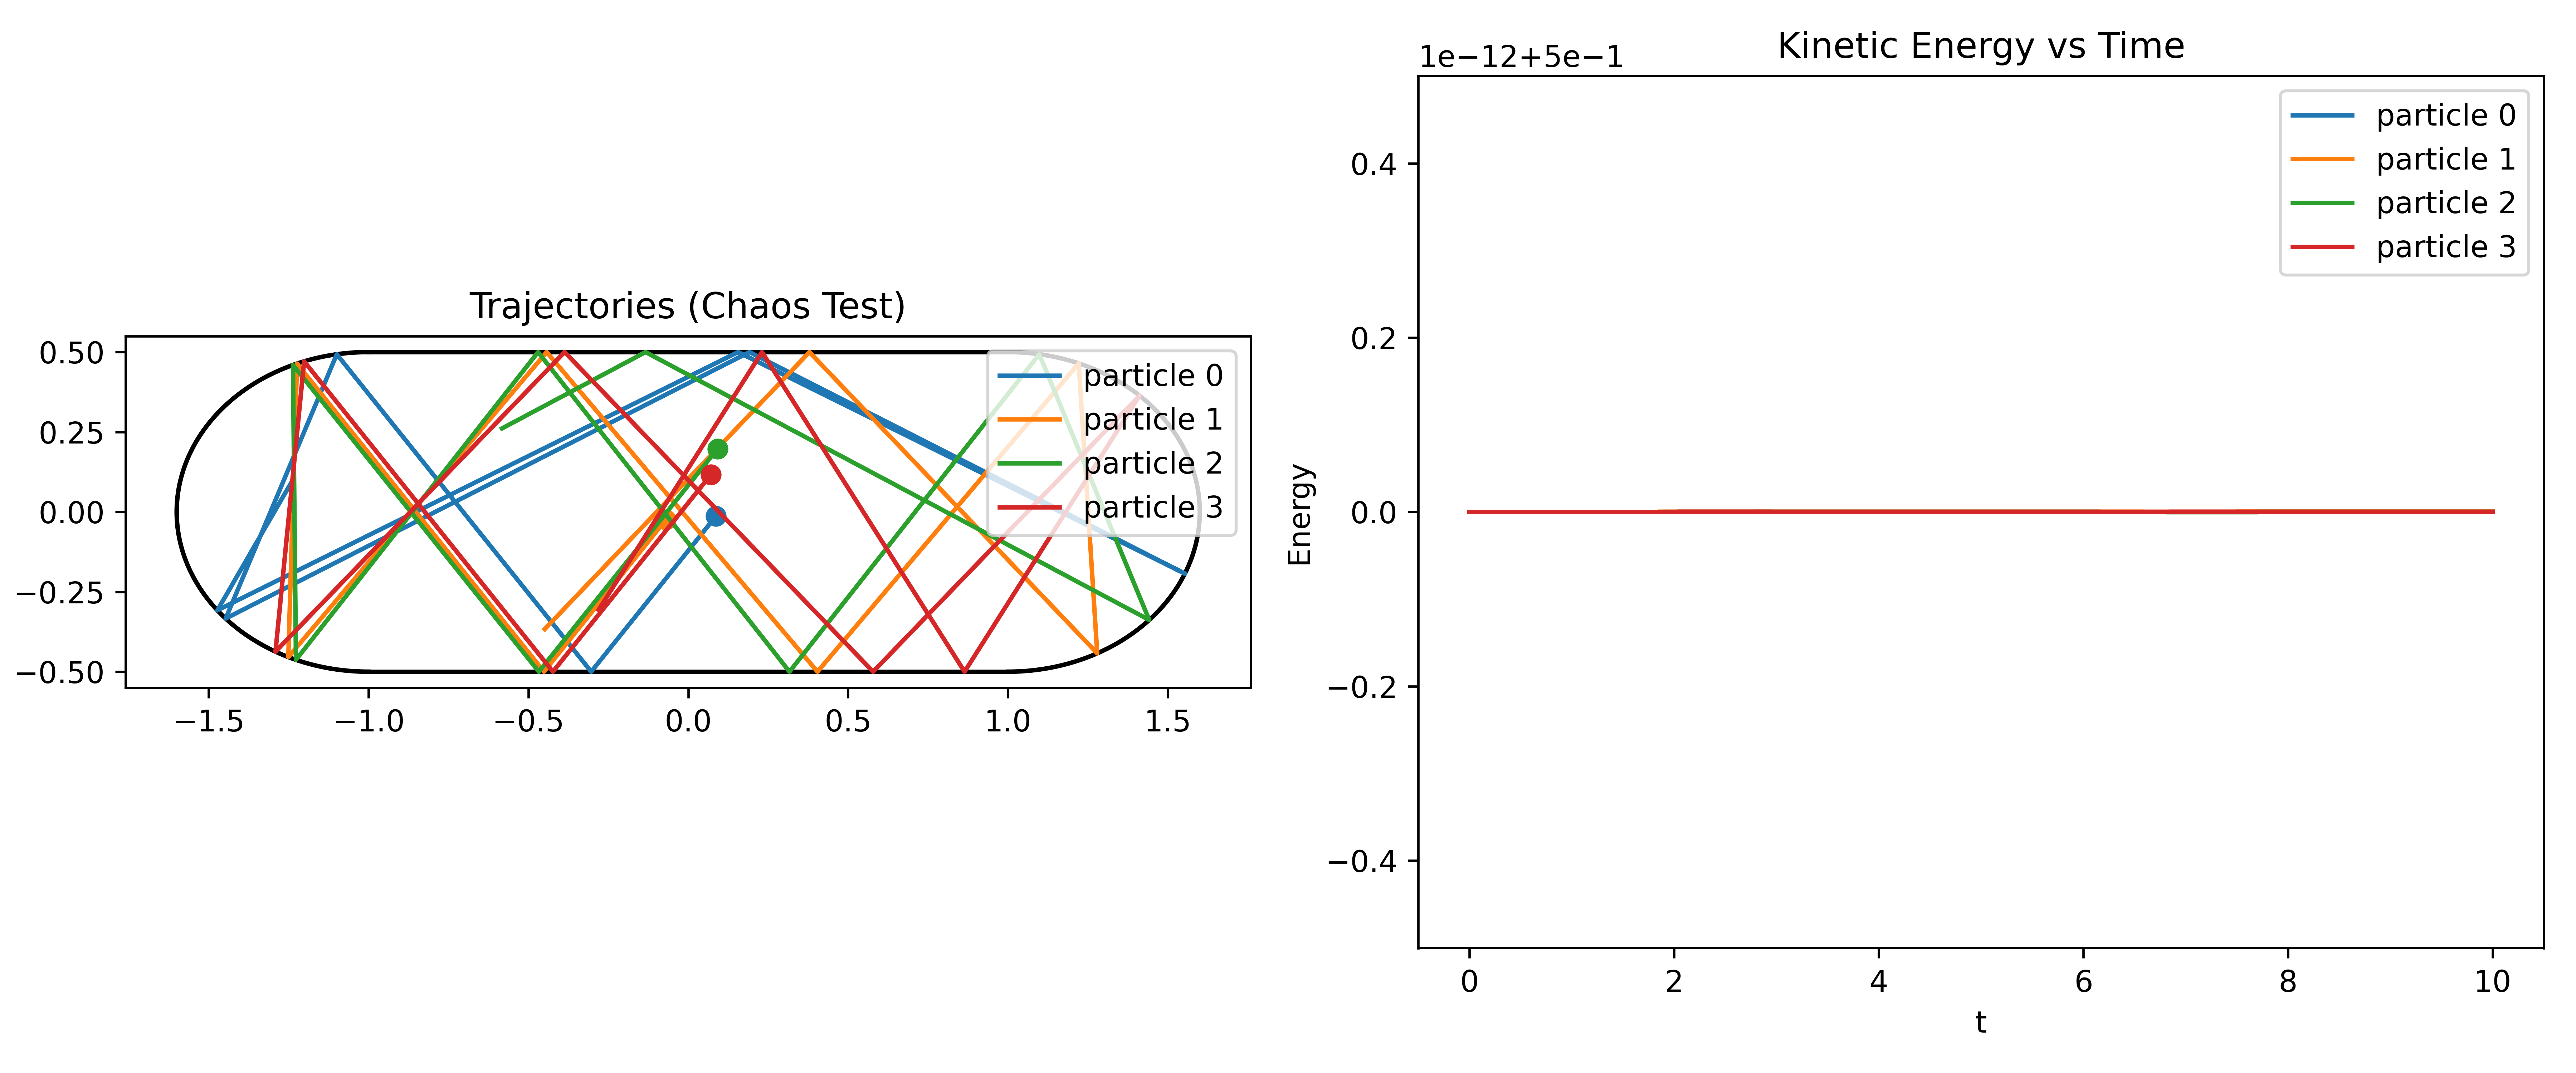 Trajectories (Chaos Test)
0.50
0.25
0.00
−0.25
−0.50
−1.5 −1.0 −0.5 0.0 0.5 1.0 1.5
particle 0
particle 1
particle 2
particle 3
Kinetic Energy vs Time
1e−12+5e−1
Energy
0.4
0.2
0.0
−0.2
−0.4
0 2 4 6 8 10
t
particle 0
particle 1
particle 2
particle 3